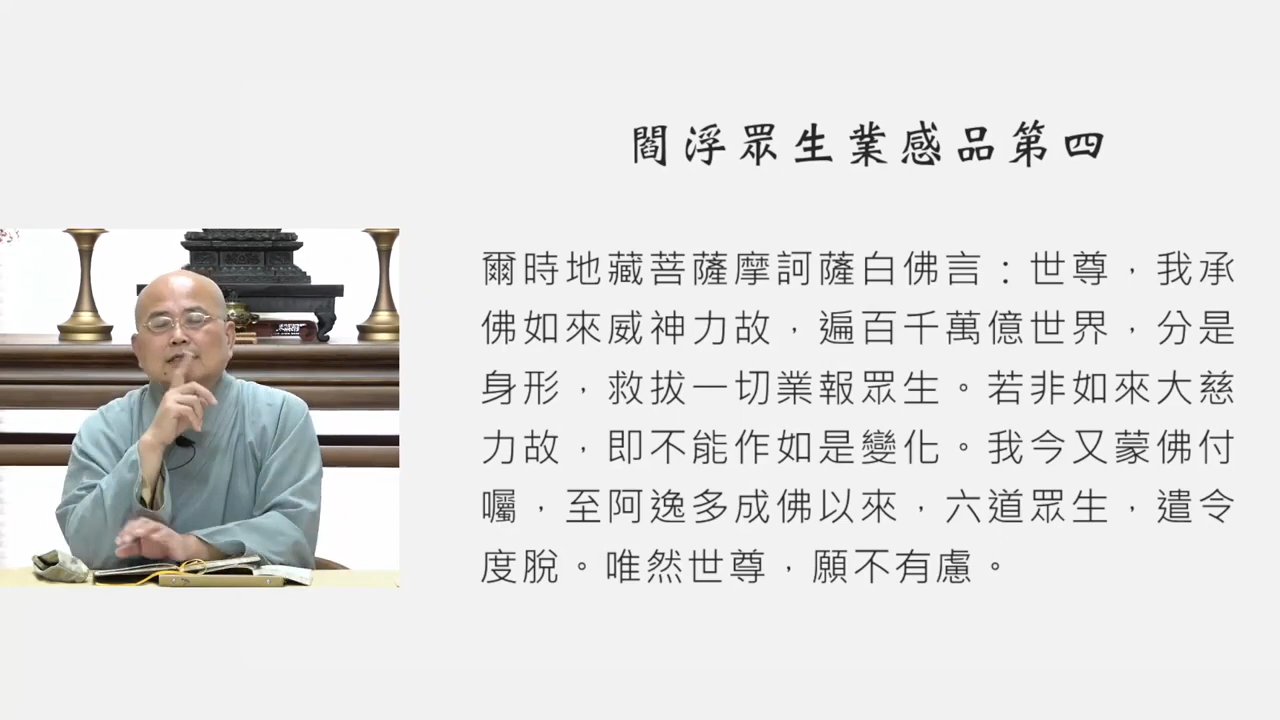 閻浮眾生業感品第四
爾時地藏菩薩摩訶薩白佛言：世尊，我承
佛如來威神力故，遍百千萬億世界，分是
身形，救拔一切業報眾生。若非如來大慈
力故，即不能作如是變化。我今又蒙佛付
囑，至阿逸多成佛以來，六道眾生，遣令
度脫。唯然世尊，願不有慮。